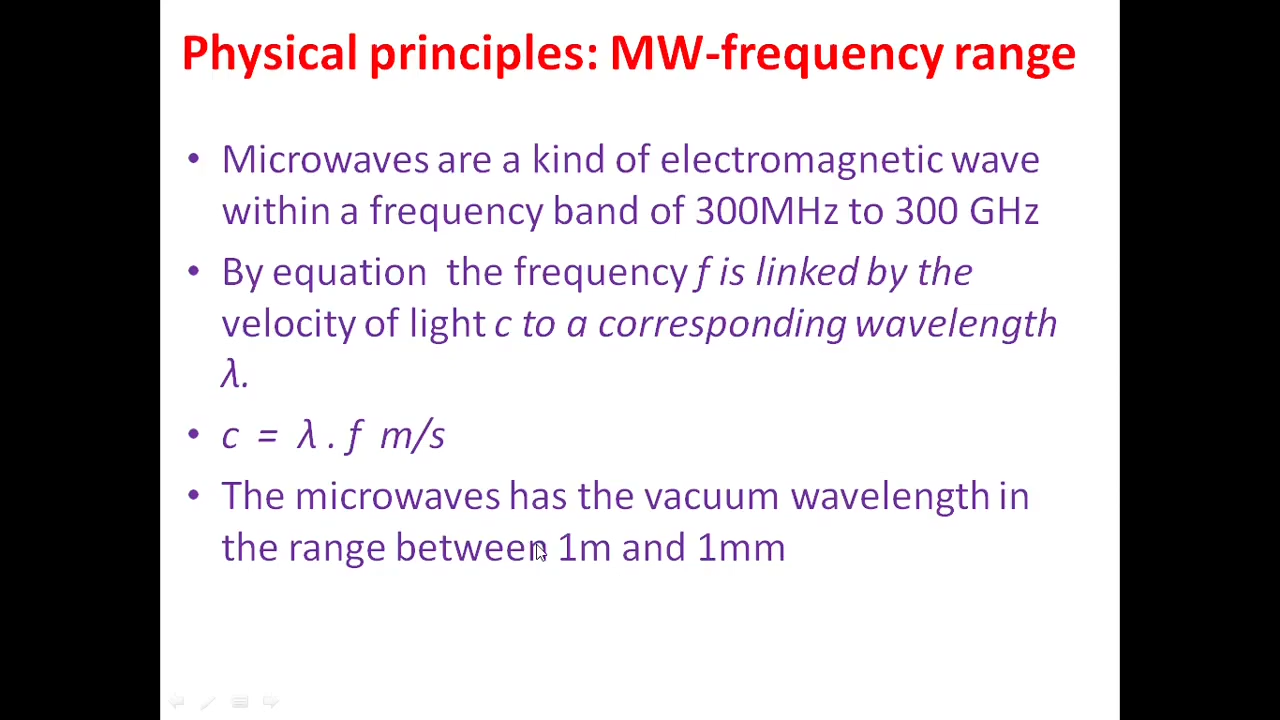 Physical principles: MW-frequency range
• Microwaves are a kind of electromagnetic wave
within a frequency band of 300MHz to 300 GHz
• By equation the frequency f is linked by the
velocity of light c to a corresponding wavelength
λ.
• c = λ . f m/s
• The microwaves has the vacuum wavelength in
the range between 1m and 1mm